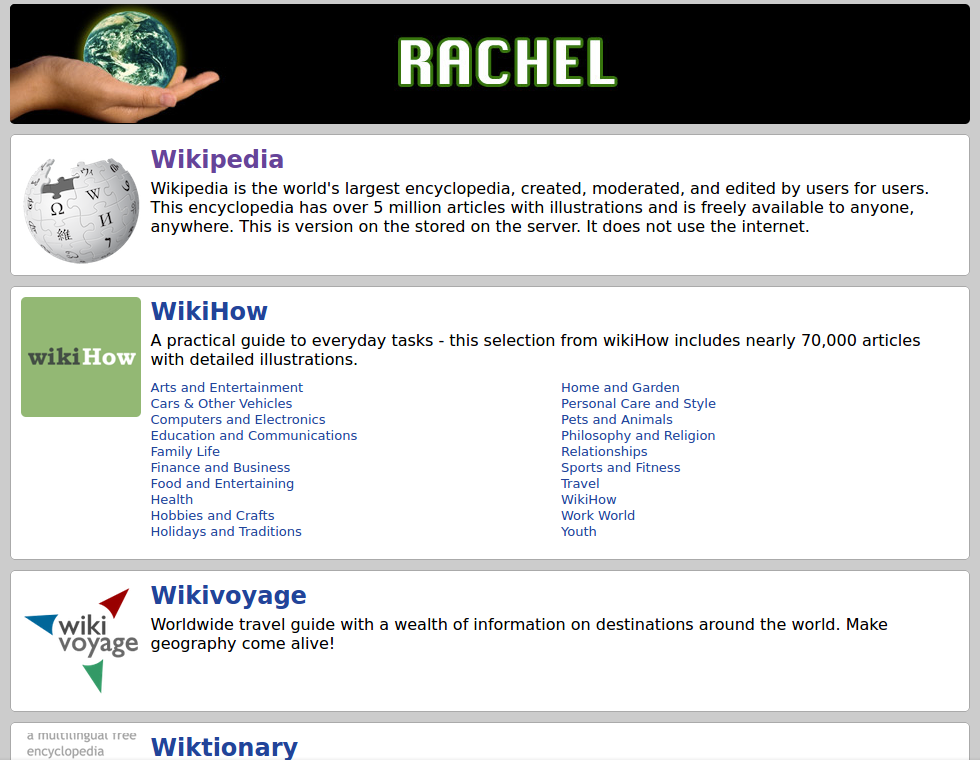 RACHEL
Wikipedia
Wikipedia is the world's largest encyclopedia, created, moderated, and edited by users for users.
This encyclopedia has over 5 million articles with illustrations and is freely available to anyone,
anywhere. This is version on the stored on the server. It does not use the internet.
Ω
W
И
維
wikiHow
WikiHow
A practical guide to everyday tasks - this selection from wikiHow includes nearly 70,000 articles
with detailed illustrations.
Arts and Entertainment
Cars & Other Vehicles
Computers and Electronics
Education and Communications
Family Life
Finance and Business
Food and Entertaining
Health
Hobbies and Crafts
Holidays and Traditions
Home and Garden
Personal Care and Style
Pets and Animals
Philosophy and Religion
Relationships
Sports and Fitness
Travel
WikiHow
Work World
Youth
wiki
voyage
Wikivoyage
Worldwide travel guide with a wealth of information on destinations around the world. Make
geography come alive!
a multilingual free
encyclopedia
Wiktionary